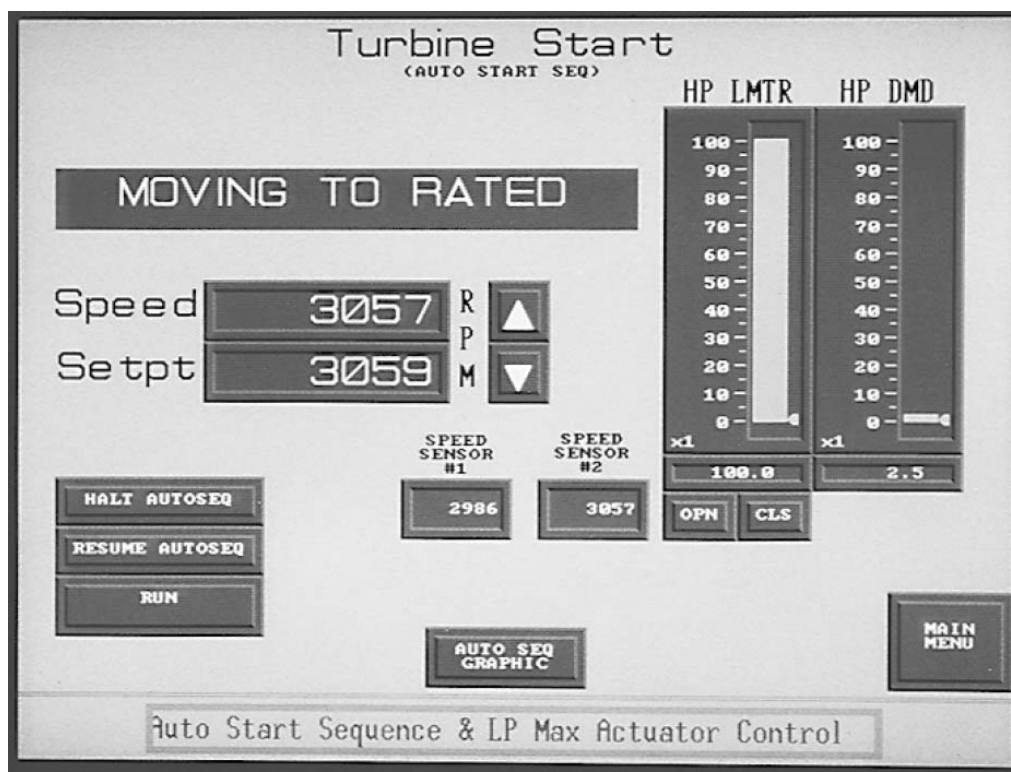 Turbine Start
(AUTO START SEQ)
HP LMTR
HP DMD
MOVING TO RATED
100
90
80
70
60
50
40
30
20
10
0
x1
100.0
OPN
CLS
100
90
80
70
60
50
40
30
20
10
0
x1
2.5
Speed
3057
Setpt
3059
R
P
M
SPEED
SENSOR
#1
2986
SPEED
SENSOR
#2
3057
HALT AUTOSEQ
RESUME AUTOSEQ
RUN
AUTO SEQ
GRAPHIC
MAIN
MENU
Auto Start Sequence & LP Max Actuator Control